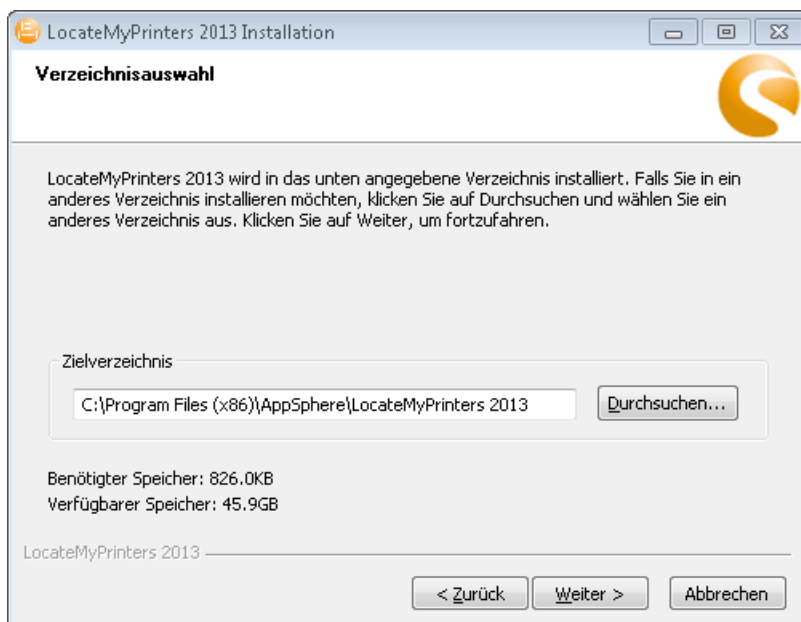 LocateMyPrinters 2013 Installation
Verzeichnisauswahl
LocateMyPrinters 2013 wird in das unten angegebene Verzeichnis installiert. Falls Sie in ein
anderes Verzeichnis installieren möchten, klicken Sie auf Durchsuchen und wählen Sie ein
anderes Verzeichnis aus. Klicken Sie auf Weiter, um fortzufahren.
Zielverzeichnis
C:\Program Files (x86)\AppSphere\LocateMyPrinters 2013
Durchsuchen...
Benötigter Speicher: 826.0KB
Verfügbarer Speicher: 45.9GB
LocateMyPrinters 2013
< Zurück
Weiter >
Abbrechen